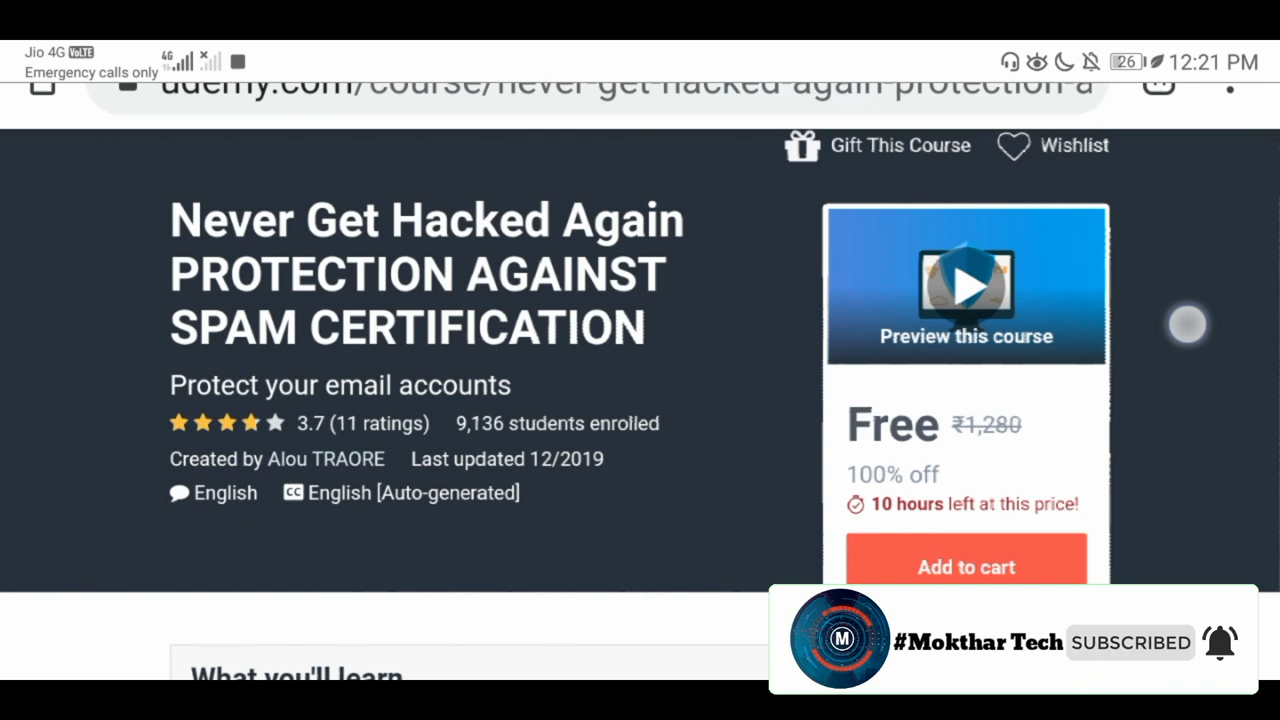 Jio 4G VoLTE
Emergency calls only
4G
26
12:21 PM
udemy.com/course/never-get-hacked-again-protection-a
Gift This Course
Wishlist
Never Get Hacked Again
PROTECTION AGAINST
SPAM CERTIFICATION
Protect your email accounts
3.7 (11 ratings)
9,136 students enrolled
Created by Alou TRAORE
Last updated 12/2019
English
CC English [Auto-generated]
Preview this course
Free ₹1,280
100% off
10 hours left at this price!
Add to cart
M
#Mokthar Tech
SUBSCRIBED
What you'll learn